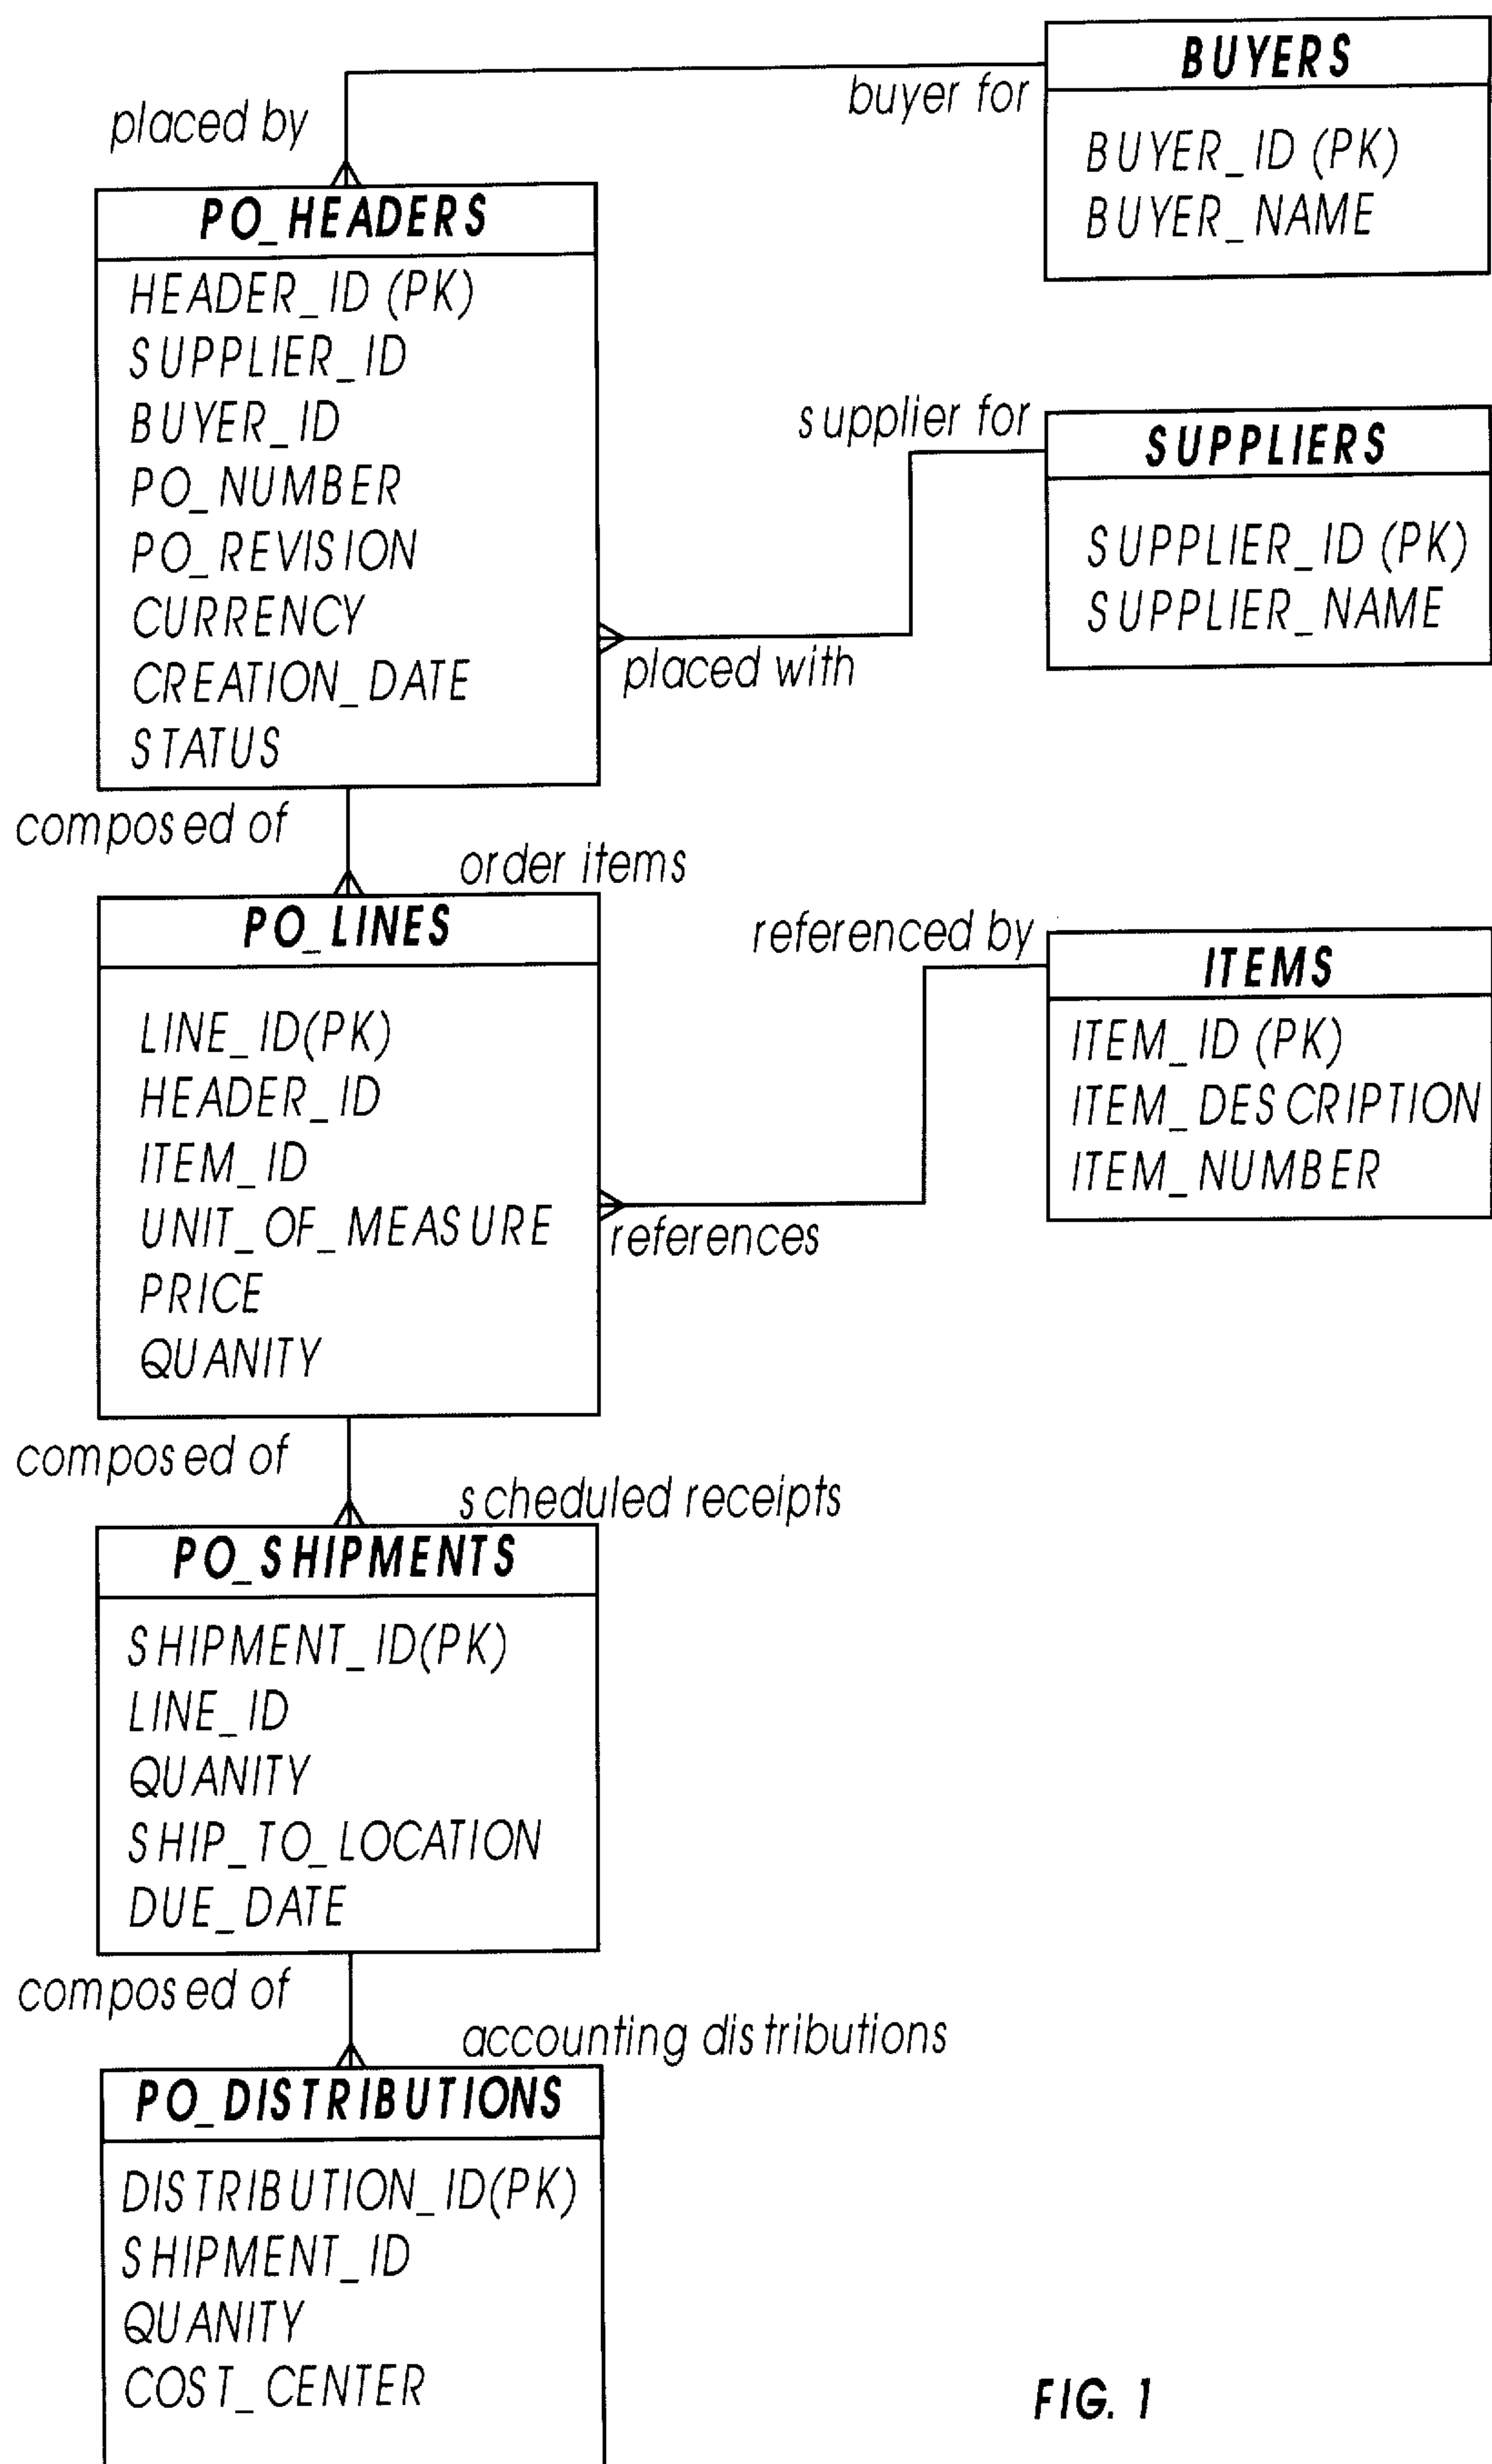 BUYERS
buyer for
placed by
BUYER_ID (PK)
BUYER_NAME
PO_HEADERS
HEADER_ID (PK)
SUPPLIER_ID
BUYER_ID
PO_NUMBER
PO_REVISION
CURRENCY
CREATION_DATE
STATUS
supplier for
SUPPLIERS
SUPPLIER_ID (PK)
SUPPLIER_NAME
placed with
composed of
order items
PO_LINES
LINE_ID(PK)
HEADER_ID
ITEM_ID
UNIT_OF_MEASURE
PRICE
QUANITY
referenced by
ITEMS
ITEM_ID (PK)
ITEM_DESCRIPTION
ITEM_NUMBER
references
composed of
scheduled receipts
PO_SHIPMENTS
SHIPMENT_ID(PK)
LINE_ID
QUANITY
SHIP_TO_LOCATION
DUE_DATE
composed of
accounting distributions
PO_DISTRIBUTIONS
DISTRIBUTION_ID(PK)
SHIPMENT_ID
QUANITY
COST_CENTER
FIG. 1